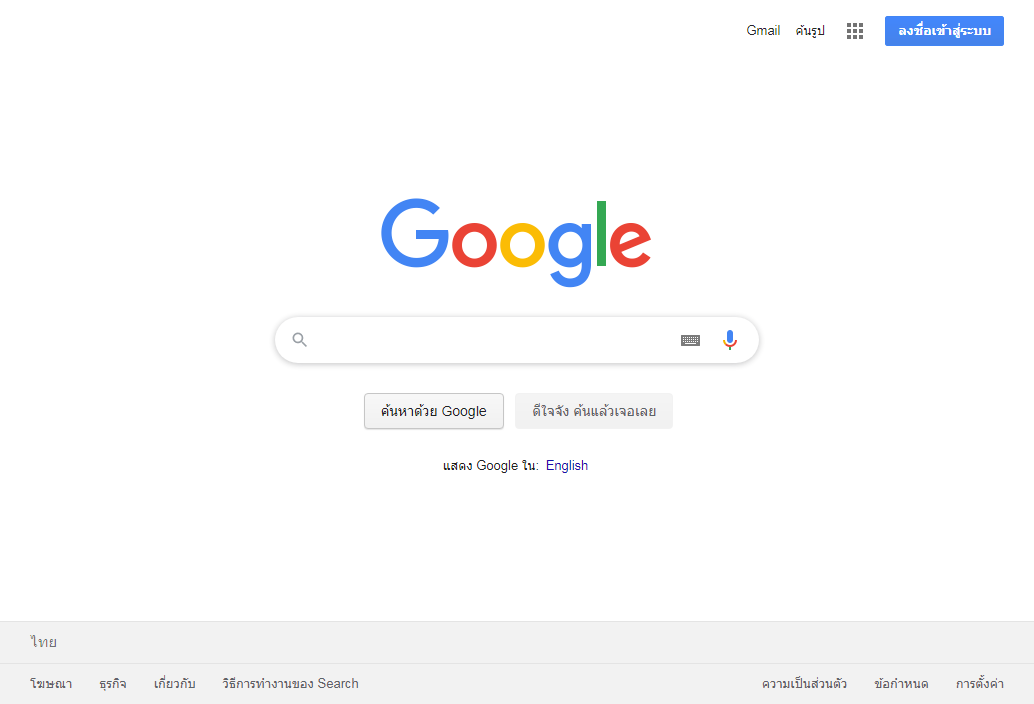 Gmail ค้นรูป ลงชื่อเข้าสู่ระบบ
Google
ค้นหาด้วย Google ดีใจจัง ค้นแล้วเจอเลย
แสดง Google ใน: English
ไทย
โฆษณา ธุรกิจ เกี่ยวกับ วิธีการทำงานของ Search ความเป็นส่วนตัว ข้อกำหนด การตั้งค่า